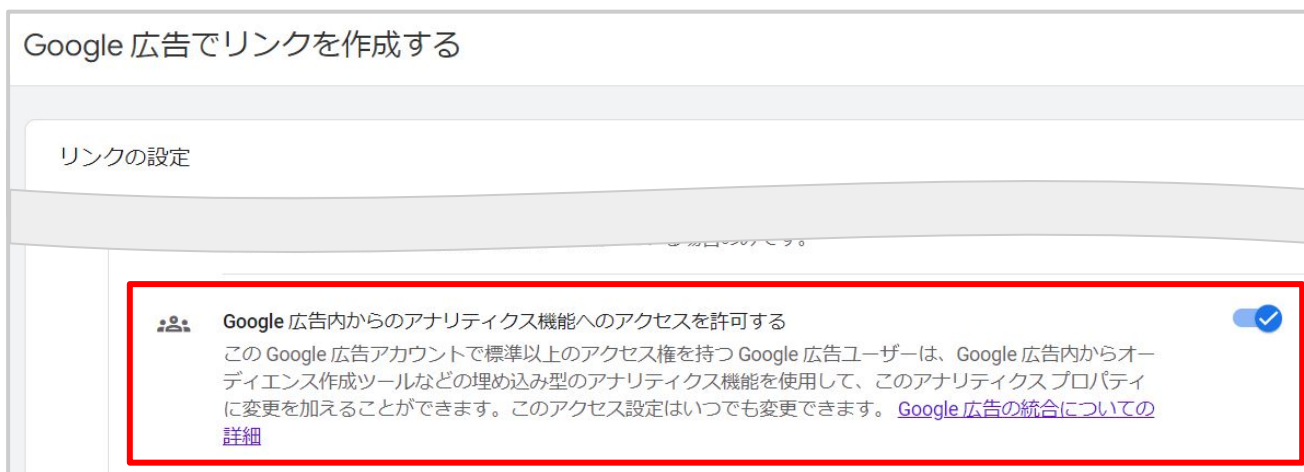 Google 広告でリンクを作成する
リンクの設定
場合のみです。
Google 広告内からのアナリティクス機能へのアクセスを許可する
この Google 広告アカウントで標準以上のアクセス権を持つ Google 広告ユーザーは、Google 広告内からオー
ディエンス作成ツールなどの埋め込み型のアナリティクス機能を使用して、このアナリティクス プロパティ
に変更を加えることができます。このアクセス設定はいつでも変更できます。 Google 広告の統合についての
詳細